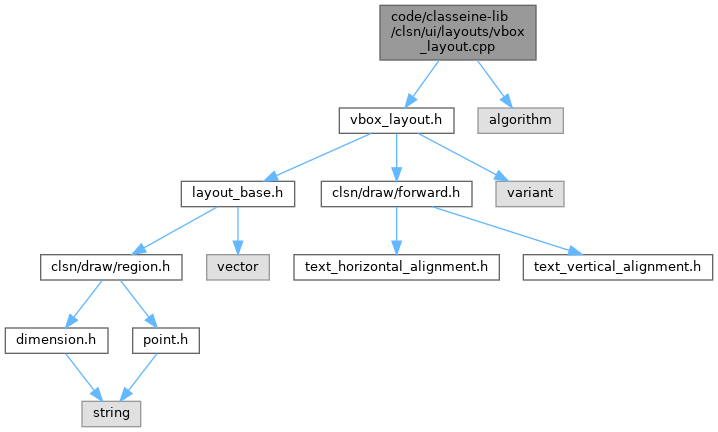 code/classeine-lib
/clsn/ui/layouts/vbox
_layout.cpp
vbox_layout.h
algorithm
layout_base.h
clsn/draw/forward.h
variant
clsn/draw/region.h
vector
text_horizontal_alignment.h
text_vertical_alignment.h
dimension.h
point.h
string